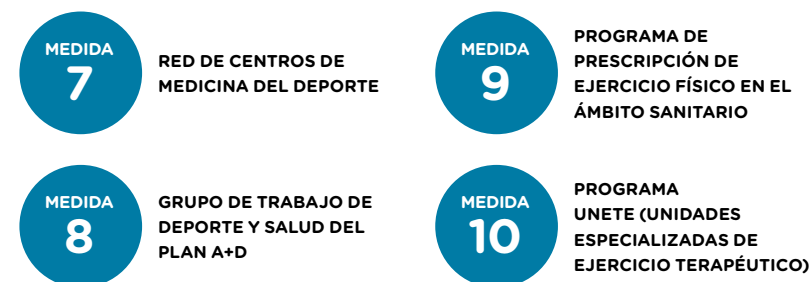 MEDIDA
7
RED DE CENTROS DE
MEDICINA DEL DEPORTE
MEDIDA
8
GRUPO DE TRABAJO DE
DEPORTE Y SALUD DEL
PLAN A+D
MEDIDA
9
PROGRAMA DE
PRESCRIPCIÓN DE
EJERCICIO FÍSICO EN EL
ÁMBITO SANITARIO
MEDIDA
10
PROGRAMA
UNETE (UNIDADES
ESPECIALIZADAS DE
EJERCICIO TERAPÉUTICO)